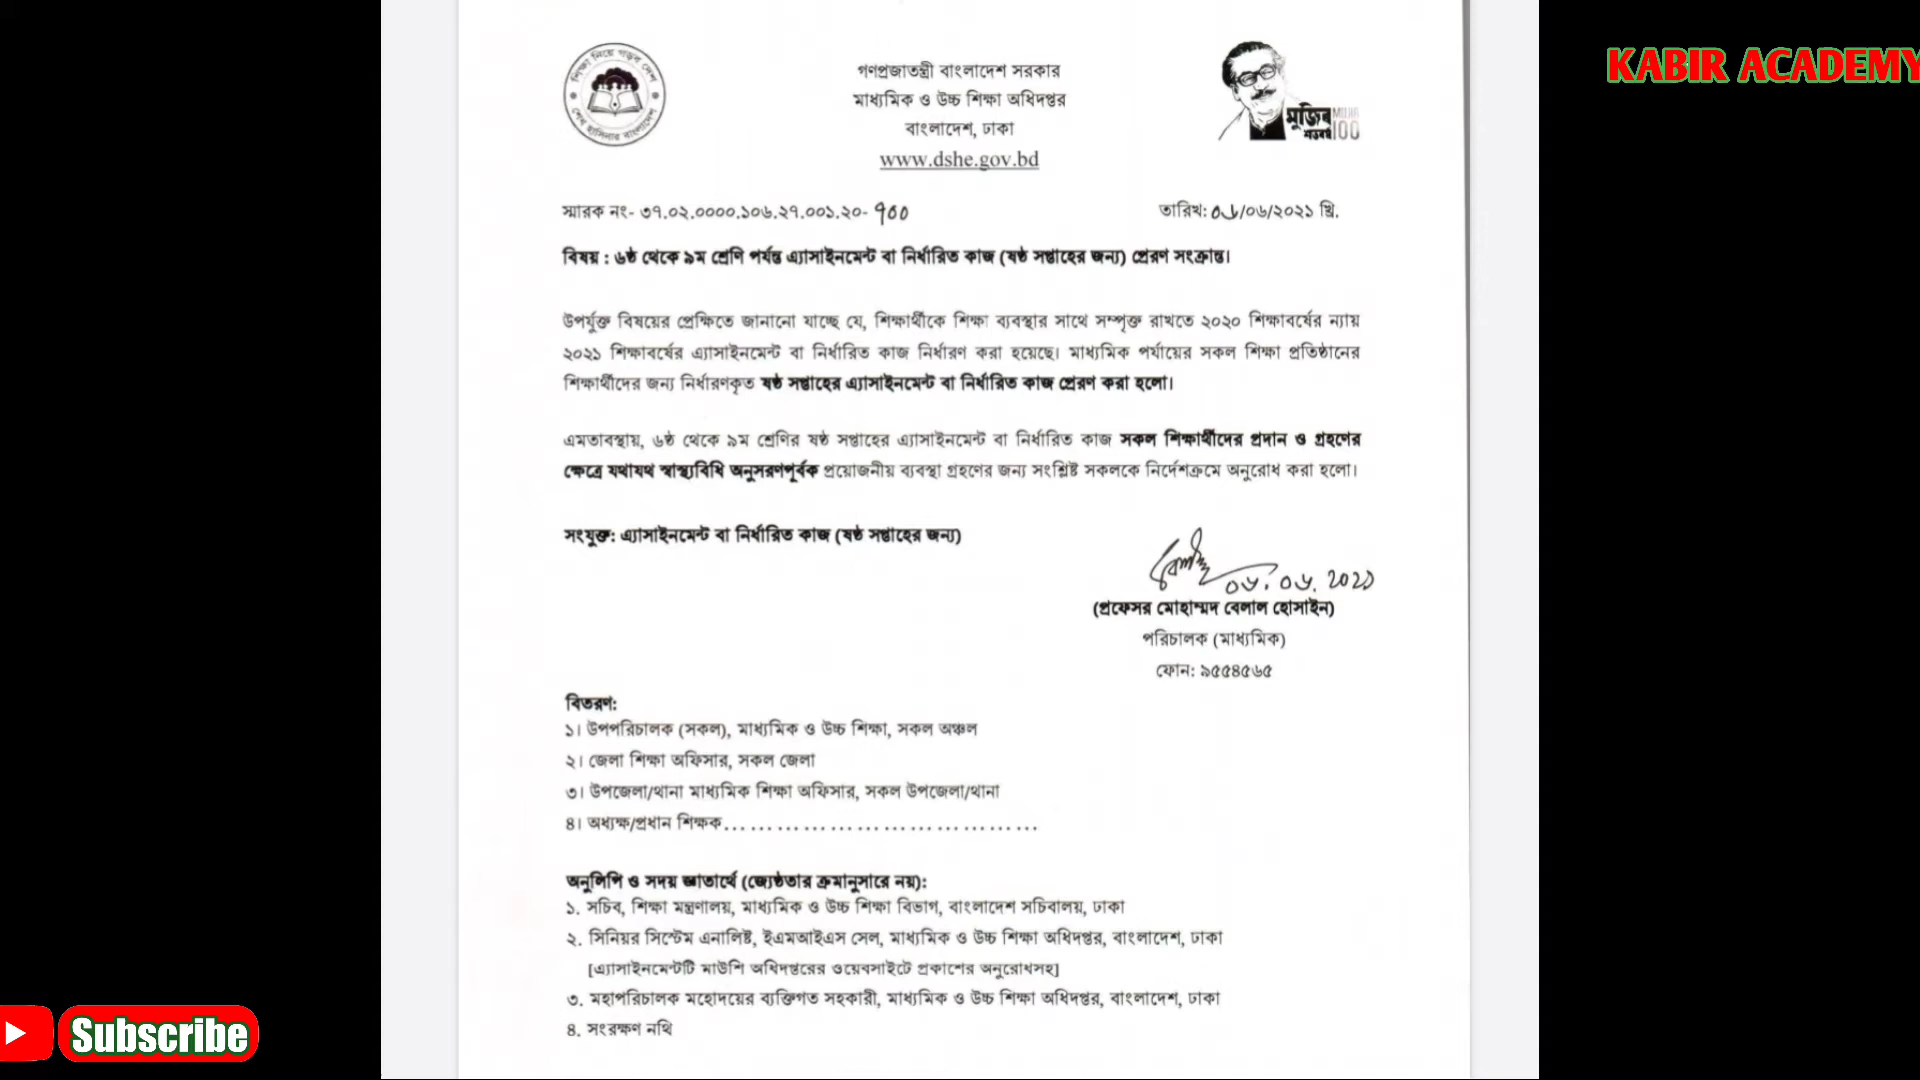 শিক্ষা নিয়ে গড়ব দেশ
শেখ হাসিনার বাংলাদেশ
গণপ্রজাতন্ত্রী বাংলাদেশ সরকার
মাধ্যমিক ও উচ্চ শিক্ষা অধিদপ্তর
বাংলাদেশ, ঢাকা
www.dshe.gov.bd
মুজিব
শতবর্ষ
100
KABIR ACADEMY
স্মারক নং- ৩৭.০২.০০০০.১০৬.২৭.০০১.২০- ৭০০
তারিখ: ০৬/০৬/২০২১ খ্রি.
বিষয় : ৬ষ্ঠ থেকে ৯ম শ্রেণি পর্যন্ত এ্যাসাইনমেন্ট বা নির্ধারিত কাজ (ষষ্ঠ সপ্তাহের জন্য) প্রেরণ সংক্রান্ত।
উপর্যুক্ত বিষয়ের প্রেক্ষিতে জানানো যাচ্ছে যে, শিক্ষার্থীকে শিক্ষা ব্যবস্থার সাথে সম্পৃক্ত রাখতে ২০২০ শিক্ষাবর্ষের ন্যায়
২০২১ শিক্ষাবর্ষের এ্যাসাইনমেন্ট বা নির্ধারিত কাজ নির্ধারণ করা হয়েছে। মাধ্যমিক পর্যায়ের সকল শিক্ষা প্রতিষ্ঠানের
শিক্ষার্থীদের জন্য নির্ধারণকৃত ষষ্ঠ সপ্তাহের এ্যাসাইনমেন্ট বা নির্ধারিত কাজ প্রেরণ করা হলো।
এমতাবস্থায়, ৬ষ্ঠ থেকে ৯ম শ্রেণির ষষ্ঠ সপ্তাহের এ্যাসাইনমেন্ট বা নির্ধারিত কাজ সকল শিক্ষার্থীদের প্রদান ও গ্রহণের
ক্ষেত্রে যথাযথ স্বাস্থ্যবিধি অনুসরণপূর্বক প্রয়োজনীয় ব্যবস্থা গ্রহণের জন্য সংশ্লিষ্ট সকলকে নির্দেশক্রমে অনুরোধ করা হলো।
সংযুক্ত: এ্যাসাইনমেন্ট বা নির্ধারিত কাজ (ষষ্ঠ সপ্তাহের জন্য)
০৬.০৬.২০২১
(প্রফেসর মোহাম্মদ বেলাল হোসাইন)
পরিচালক (মাধ্যমিক)
ফোন: ৯৫৫৪৫৬৫
বিতরণ:
১। উপপরিচালক (সকল), মাধ্যমিক ও উচ্চ শিক্ষা, সকল অঞ্চল
২। জেলা শিক্ষা অফিসার, সকল জেলা
৩। উপজেলা/থানা মাধ্যমিক শিক্ষা অফিসার, সকল উপজেলা/থানা
৪। অধ্যক্ষ/প্রধান শিক্ষক....................................
অনুলিপি ও সদয় জ্ঞাতার্থে (জ্যেষ্ঠতার ক্রমানুসারে নয়):
১. সচিব, শিক্ষা মন্ত্রণালয়, মাধ্যমিক ও উচ্চ শিক্ষা বিভাগ, বাংলাদেশ সচিবালয়, ঢাকা
২. সিনিয়র সিস্টেম এনালিষ্ট, ইএমআইএস সেল, মাধ্যমিক ও উচ্চ শিক্ষা অধিদপ্তর, বাংলাদেশ, ঢাকা
[এ্যাসাইনমেন্টটি মাউশি অধিদপ্তরের ওয়েবসাইটে প্রকাশের অনুরোধসহ]
৩. মহাপরিচালক মহোদয়ের ব্যক্তিগত সহকারী, মাধ্যমিক ও উচ্চ শিক্ষা অধিদপ্তর, বাংলাদেশ, ঢাকা
৪. সংরক্ষণ নথি
Subscribe